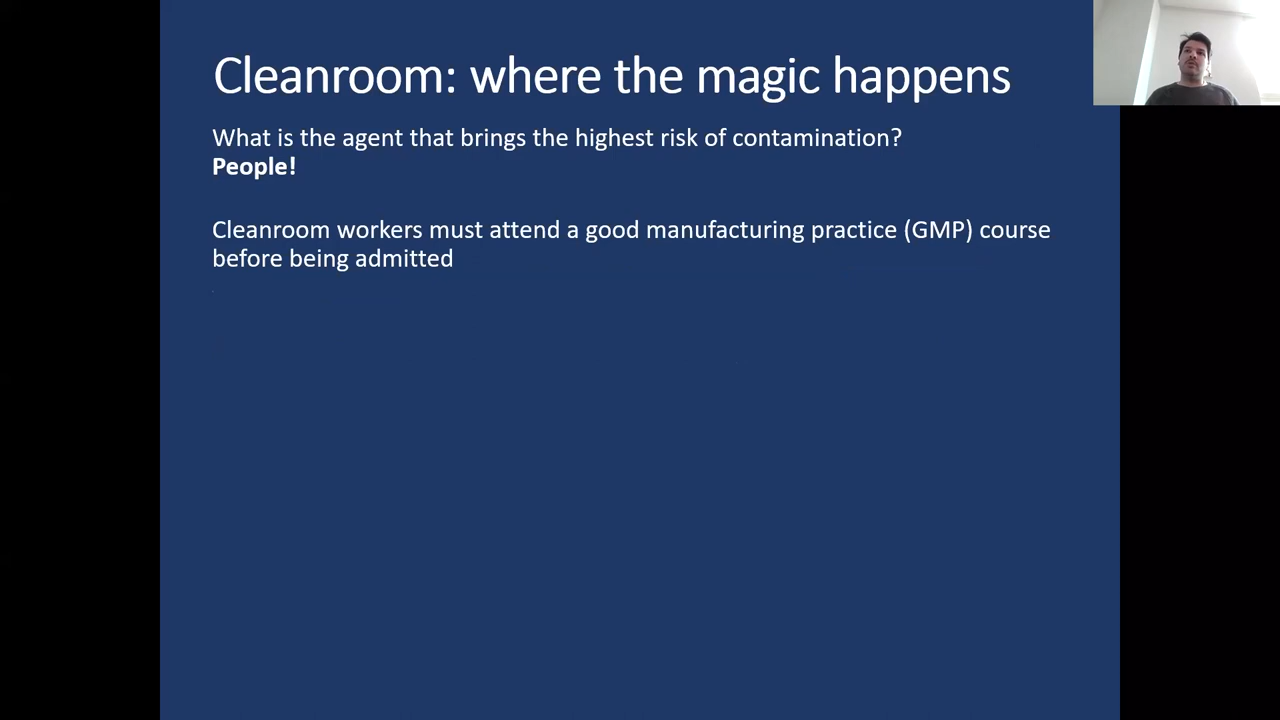 Cleanroom: where the magic happens
What is the agent that brings the highest risk of contamination?
People!
Cleanroom workers must attend a good manufacturing practice (GMP) course
before being admitted